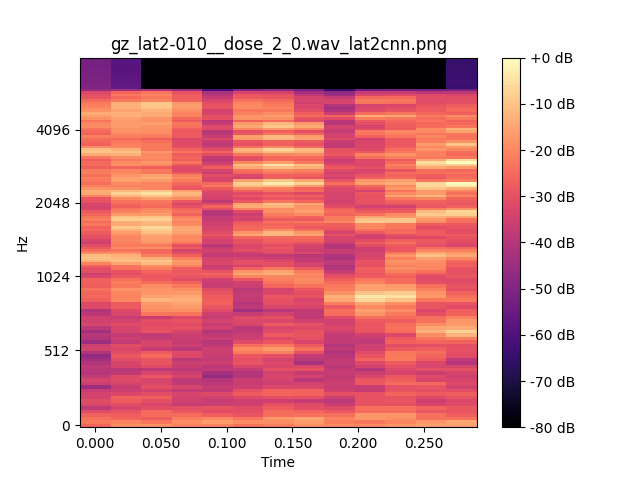 gz_lat2-010__dose_2_0.wav_lat2cnn.png
Hz
4096
2048
1024
512
0
0.000 0.050 0.100 0.150 0.200 0.250
Time
+0 dB
-10 dB
-20 dB
-30 dB
-40 dB
-50 dB
-60 dB
-70 dB
-80 dB